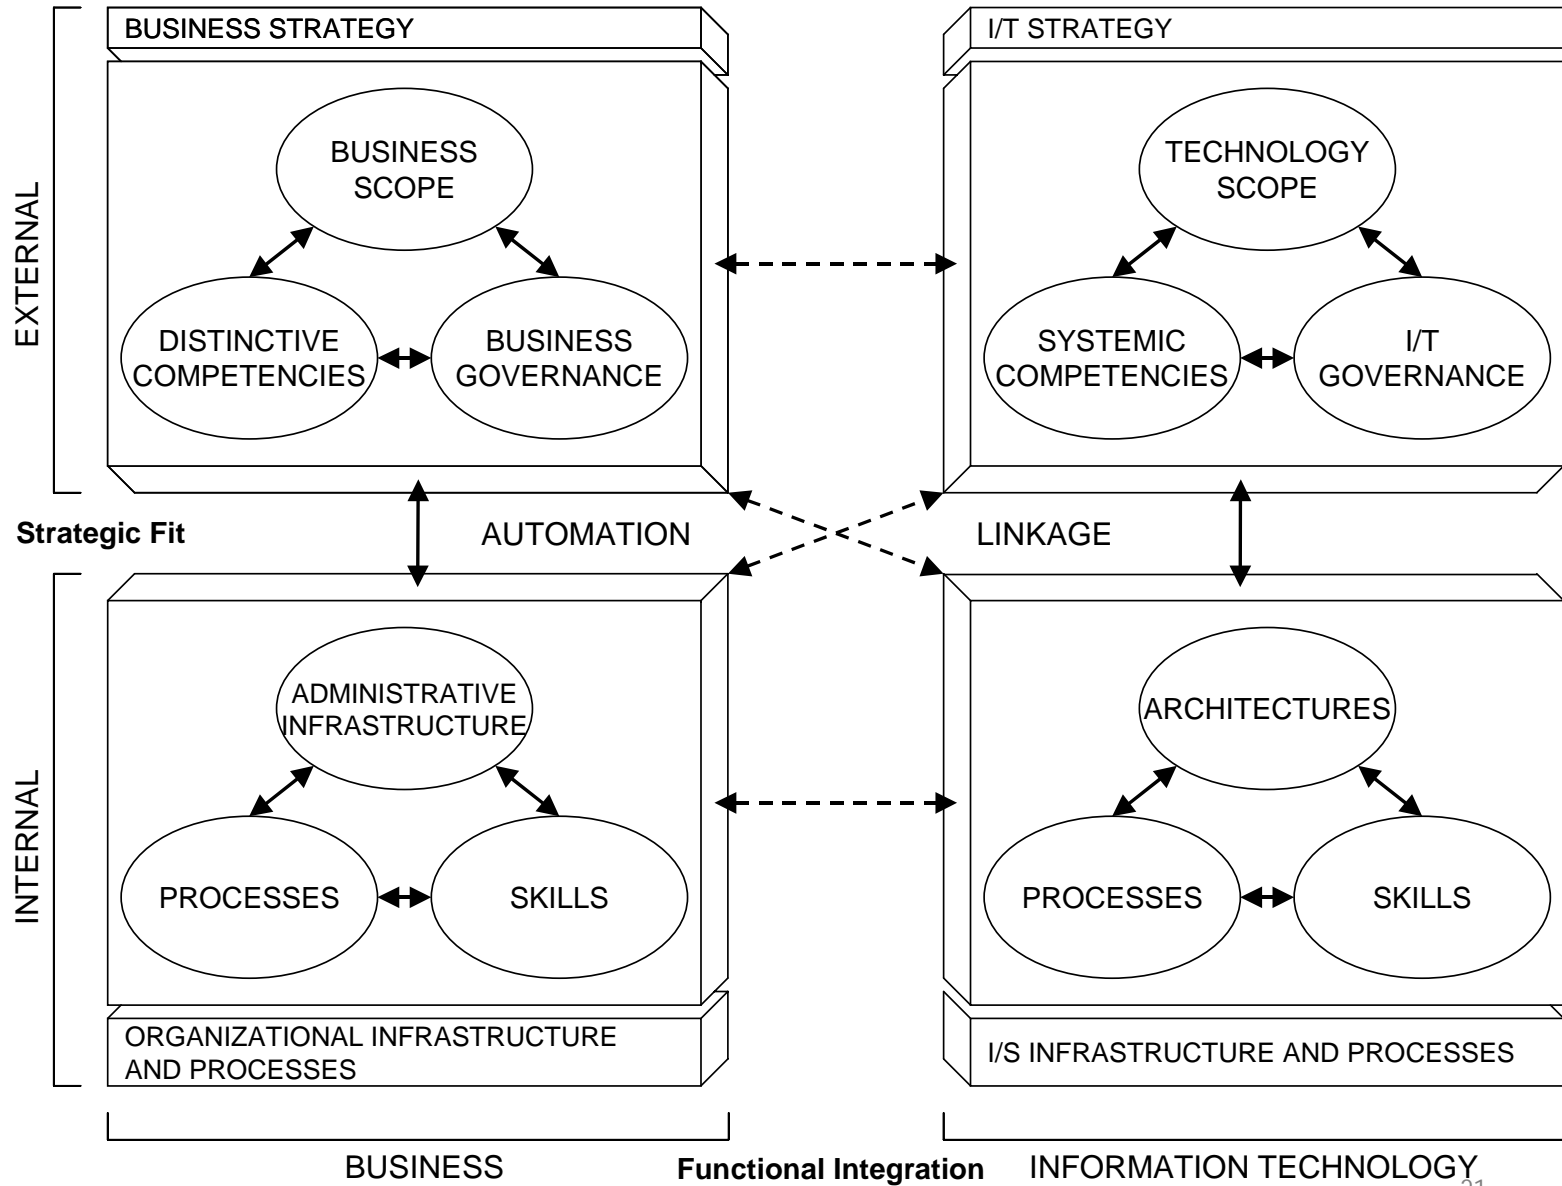 BUSINESS STRATEGY
I/T STRATEGY
EXTERNAL
BUSINESS
SCOPE
DISTINCTIVE
COMPETENCIES
BUSINESS
GOVERNANCE
TECHNOLOGY
SCOPE
SYSTEMIC
COMPETENCIES
I/T
GOVERNANCE
Strategic Fit
AUTOMATION
LINKAGE
INTERNAL
ADMINISTRATIVE
INFRASTRUCTURE
PROCESSES
SKILLS
ARCHITECTURES
PROCESSES
SKILLS
ORGANIZATIONAL INFRASTRUCTURE
AND PROCESSES
I/S INFRASTRUCTURE AND PROCESSES
BUSINESS
Functional Integration
INFORMATION TECHNOLOGY